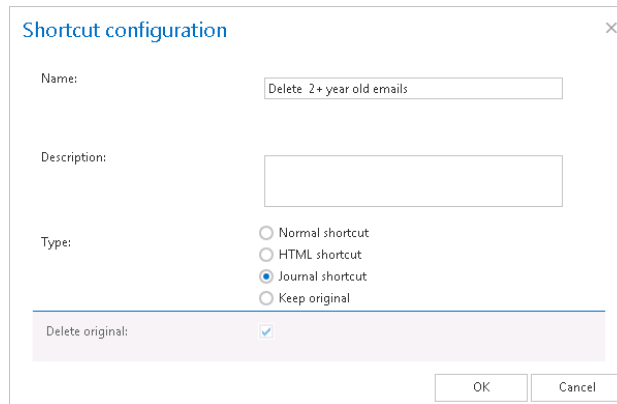 Shortcut configuration
Name:
Delete  2+ year old emails
Description:
Type:
Normal shortcut
HTML shortcut
Journal shortcut
Keep original
Delete original:
OK
Cancel